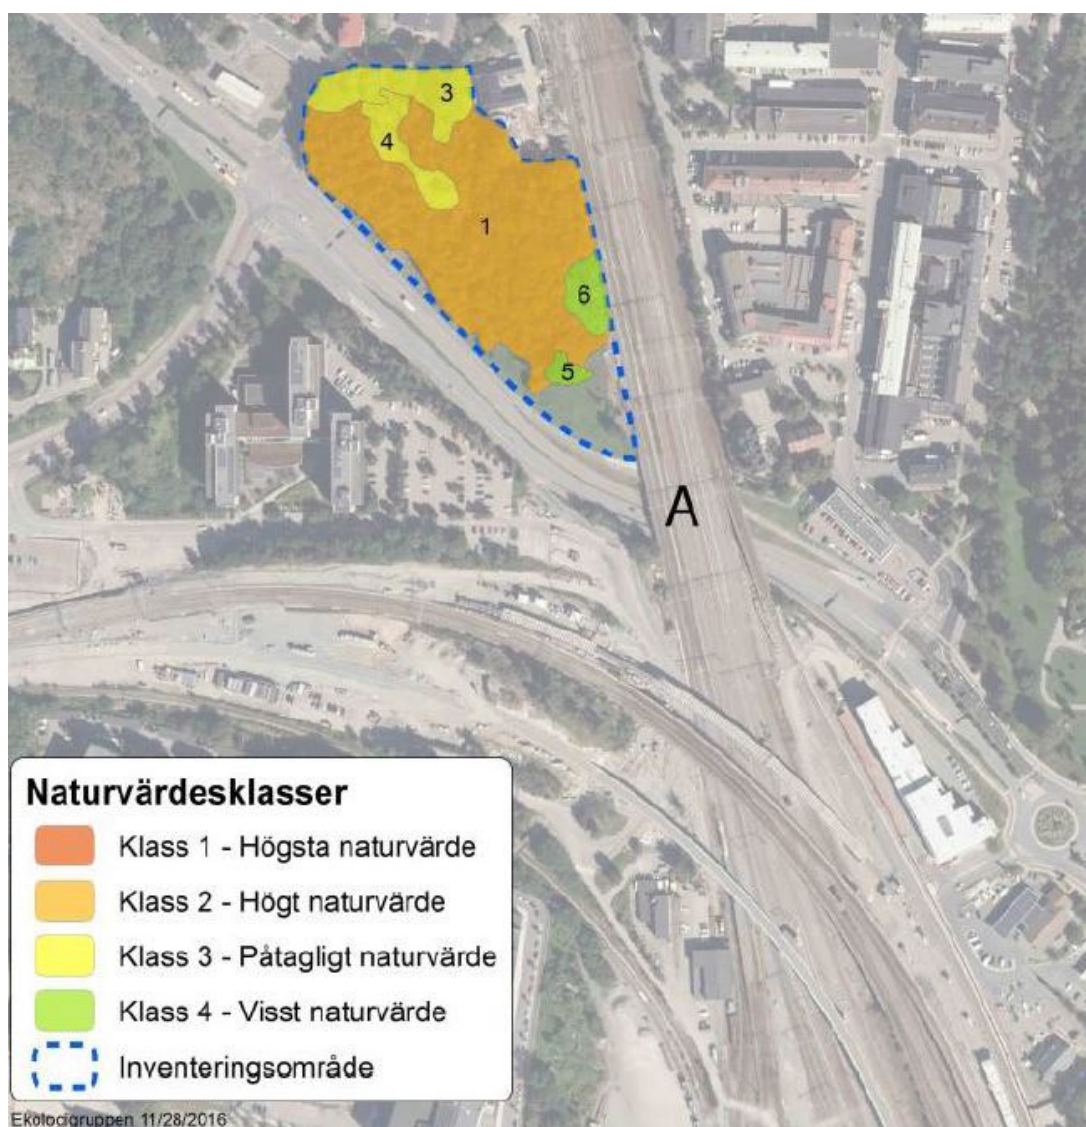 3
4
1
6
5
A
Naturvärdesklasser
Klass 1 - Högsta naturvärde
Klass 2 - Högt naturvärde
Klass 3 - Påtagligt naturvärde
Klass 4 - Visst naturvärde
Inventeringsområde
Ekologigruppen 11/28/2016